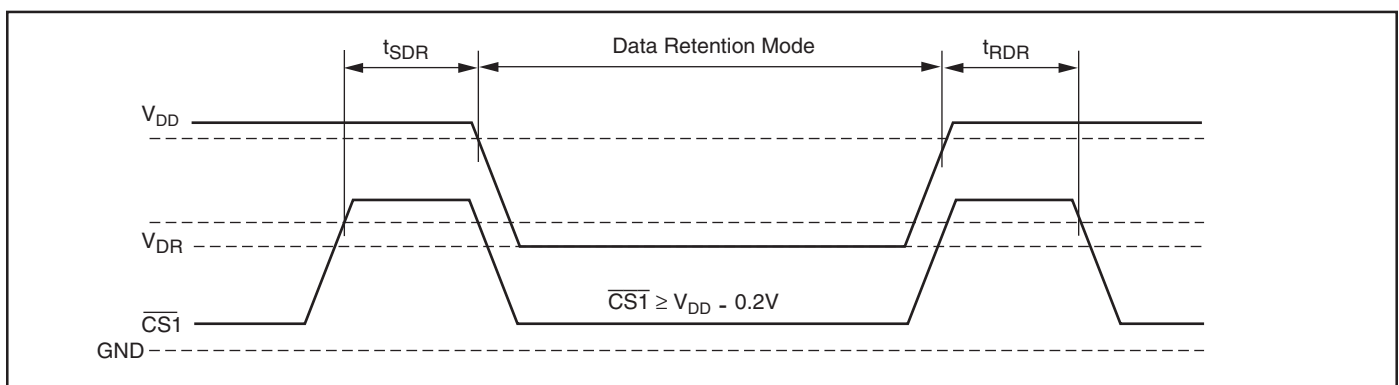 tSDR
Data Retention Mode
tRDR
VDD
VDR
CS1 ≥ VDD - 0.2V
CS1
GND